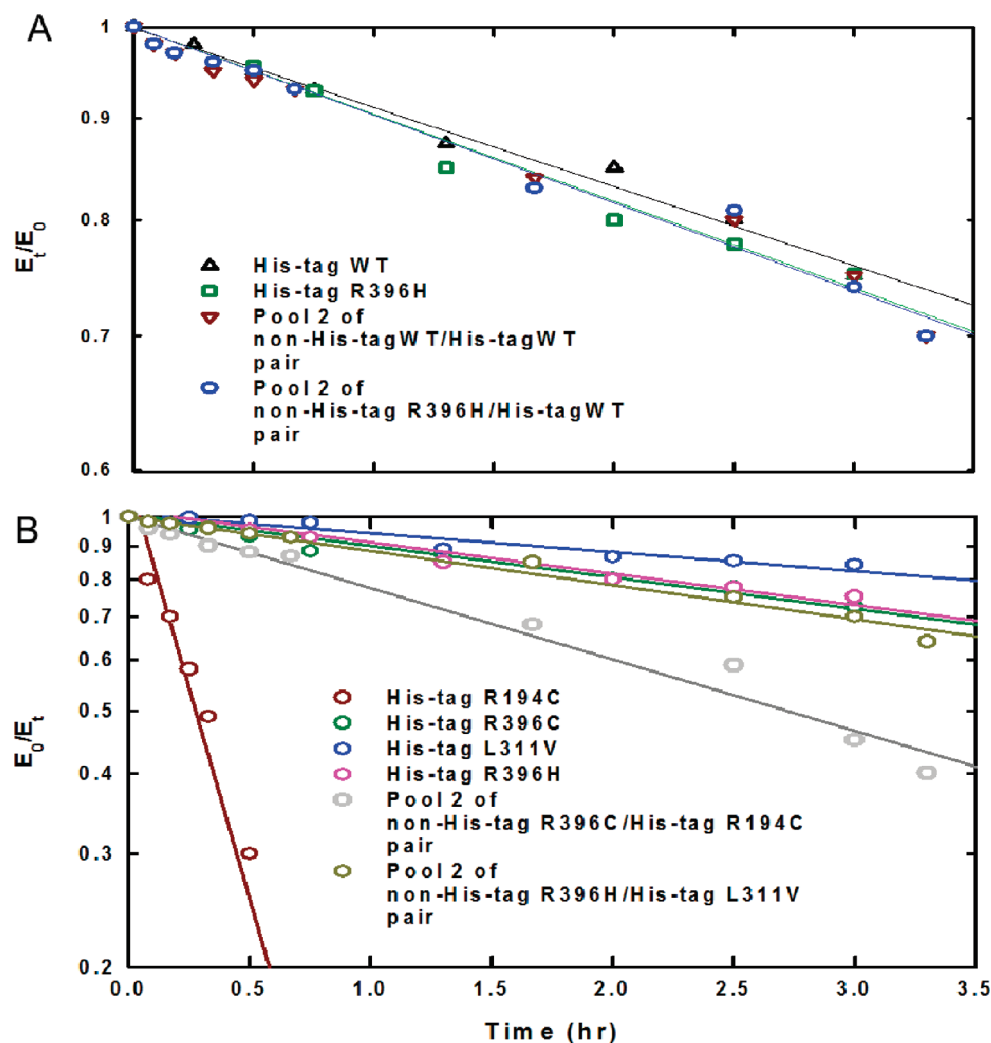 A
1
0.9
0.8
0.7
0.6
Et/E0
His-tag WT
His-tag R396H
Pool 2 of
non-His-tagWT/His-tagWT
pair
Pool 2 of
non-His-tag R396H/His-tagWT
pair
B
1
0.9
0.8
0.7
0.6
0.5
0.4
0.3
0.2
E0/Et
His-tag R194C
His-tag R396C
His-tag L311V
His-tag R396H
Pool 2 of
non-His-tag R396C/His-tag R194C
pair
Pool 2 of
non-His-tag R396H/His-tag L311V
pair
0.0 0.5 1.0 1.5 2.0 2.5 3.0 3.5
Time (hr)